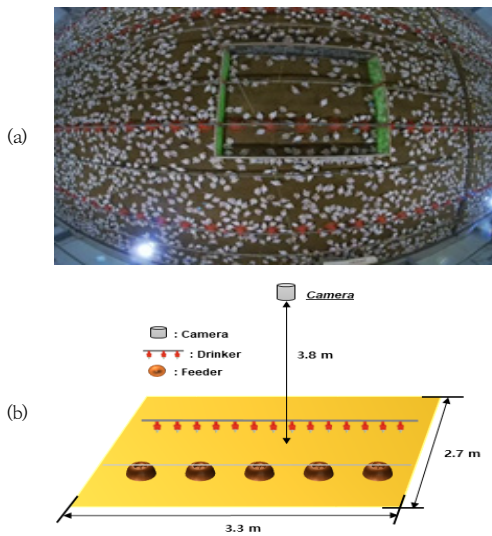 (a)
Camera
3.8 m
: Camera
: Drinker
: Feeder
(b)
2.7 m
3.3 m